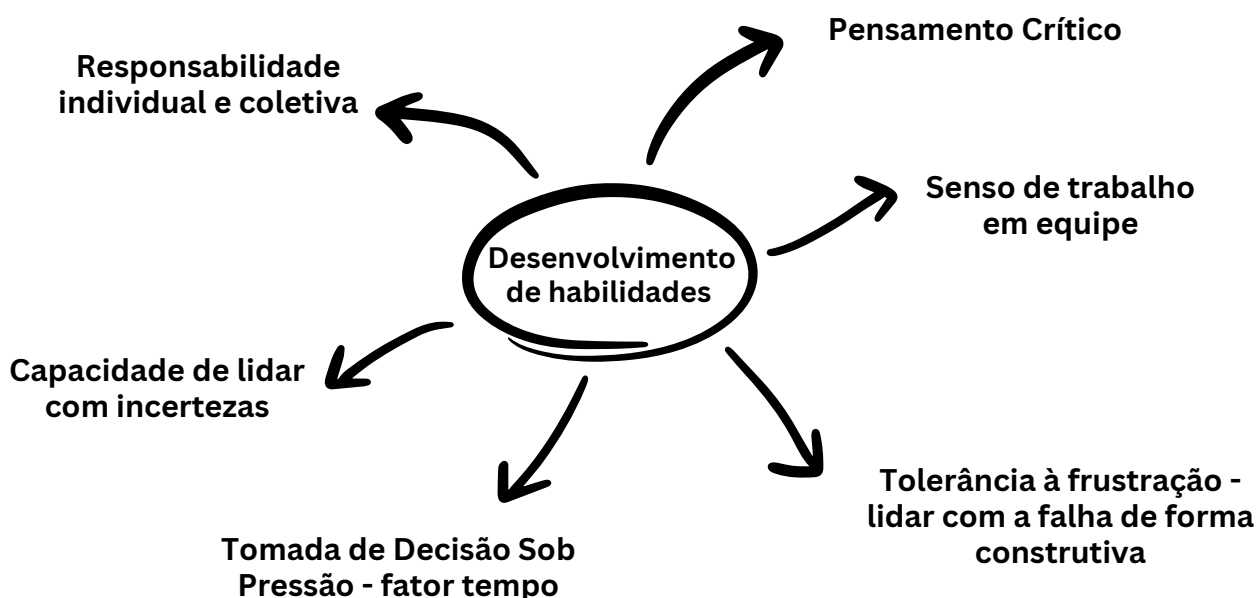 Pensamento Crítico
Responsabilidade
individual e coletiva
Senso de trabalho
em equipe
Desenvolvimento
de habilidades
Capacidade de lidar
com incertezas
Tolerância à frustração -
lidar com a falha de forma
construtiva
Tomada de Decisão Sob
Pressão - fator tempo